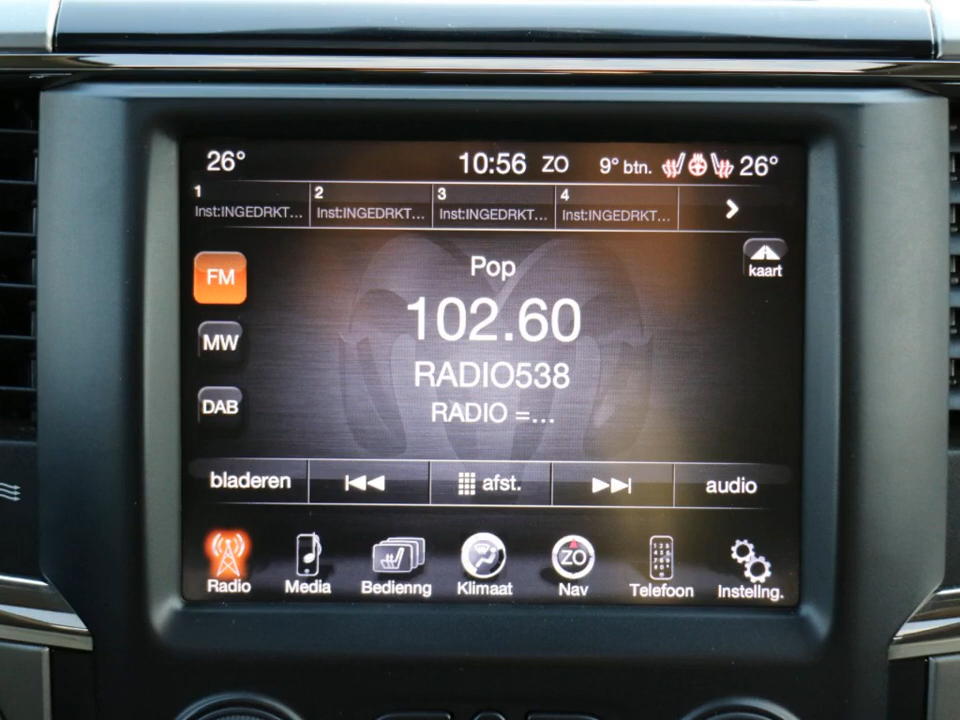 26° 10:56 ZO 9° btn. 26°
1 2 3 4
Inst:INGEDRKT... Inst:INGEDRKT... Inst:INGEDRKT... Inst:INGEDRKT...
Pop
kaart
FM
102.60
MW
RADIO538
DAB
RADIO =...
bladeren afst. audio
ZO
Radio Media Bedienng Klimaat Nav Telefoon Instellng.